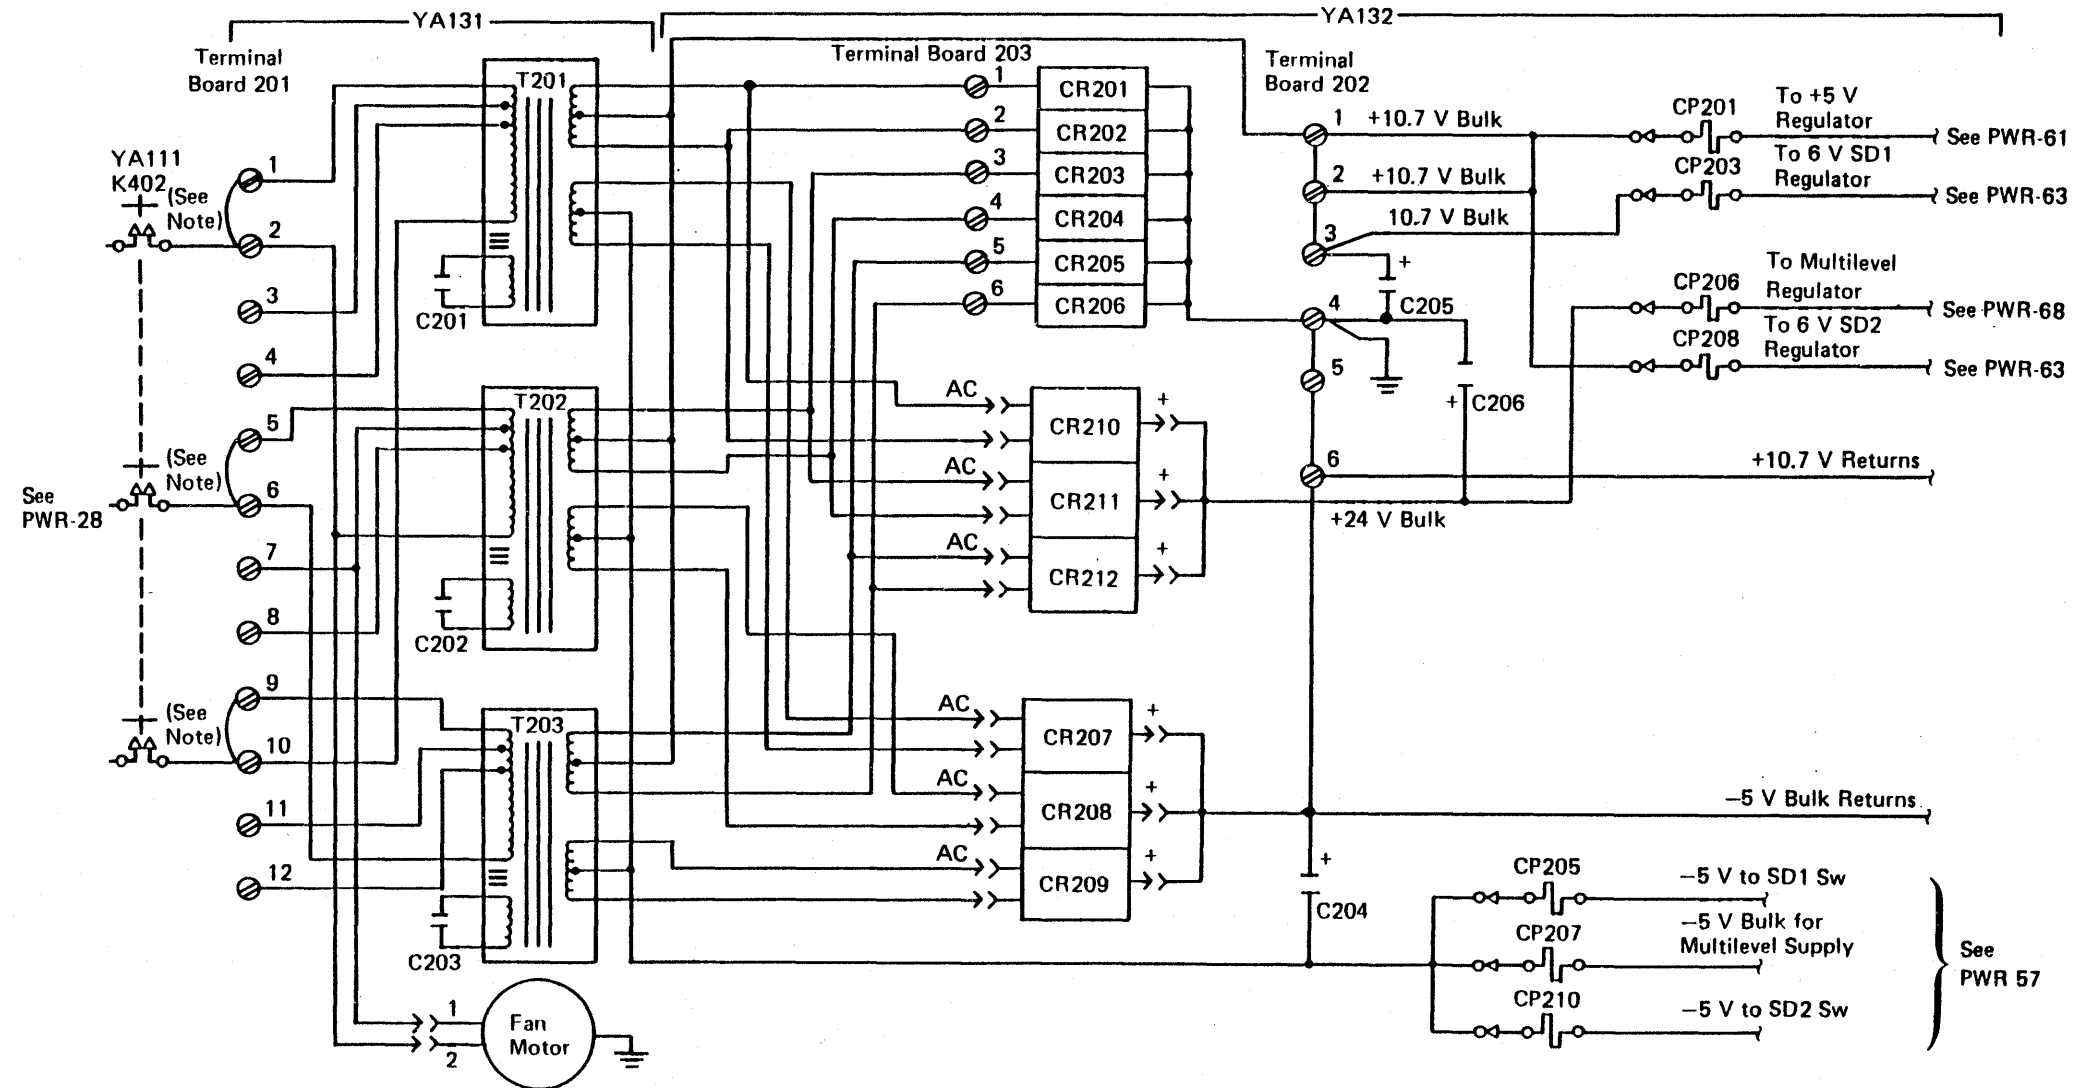 YA131
YA132
Terminal
Board 201
Terminal Board 203
Terminal
Board 202
T201
1
2
3
4
5
6
CR201
CR202
CR203
CR204
CR205
CR206
1
+10.7 V Bulk
2
+10.7 V Bulk
10.7 V Bulk
3
4
+
C205
5
+
C206
6
+10.7 V Returns
CP201
To +5 V
Regulator
See PWR-61
CP203
To 6 V SD1
Regulator
See PWR-63
CP206
To Multilevel
Regulator
See PWR-68
CP208
To 6 V SD2
Regulator
See PWR-63
YA111
K402
(See
Note)
1
2
3
4
C201
5
(See
Note)
6
See
PWR-28
7
8
T202
C202
AC
CR210
+
AC
CR211
+
AC
CR212
+
+24 V Bulk
9
(See
Note)
10
11
12
T203
C203
AC
CR207
+
AC
CR208
+
AC
CR209
+
−5 V Bulk Returns
+
C204
CP205
−5 V to SD1 Sw
CP207
−5 V Bulk for
Multilevel Supply
CP210
−5 V to SD2 Sw
See
PWR 57
1
2
Fan
Motor